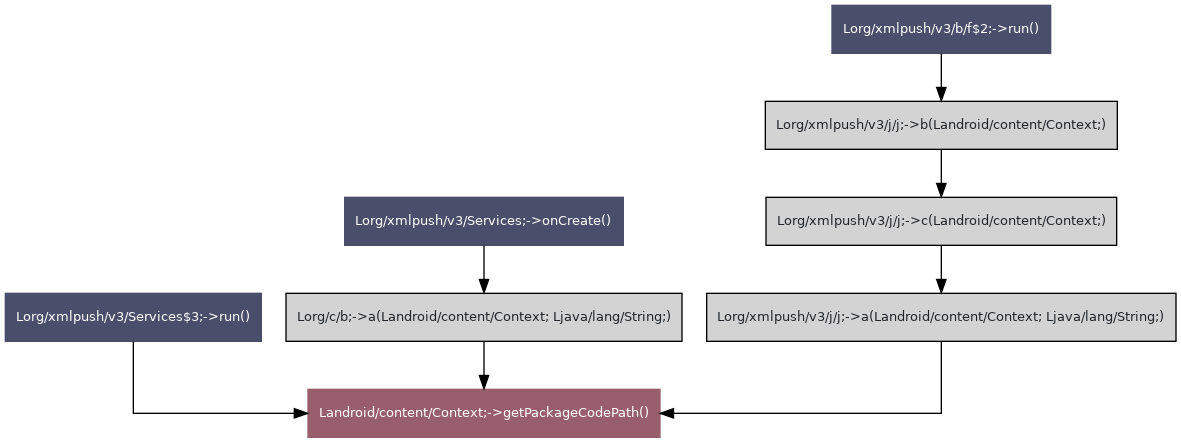 Lorg/xmlpush/v3/b/f$2;->run()
Lorg/xmlpush/v3/j/j;->b(Landroid/content/Context;)
Lorg/xmlpush/v3/Services;->onCreate()
Lorg/xmlpush/v3/j/j;->c(Landroid/content/Context;)
Lorg/xmlpush/v3/Services$3;->run()
Lorg/c/b;->a(Landroid/content/Context; Ljava/lang/String;)
Lorg/xmlpush/v3/j/j;->a(Landroid/content/Context; Ljava/lang/String;)
Landroid/content/Context;->getPackageCodePath()